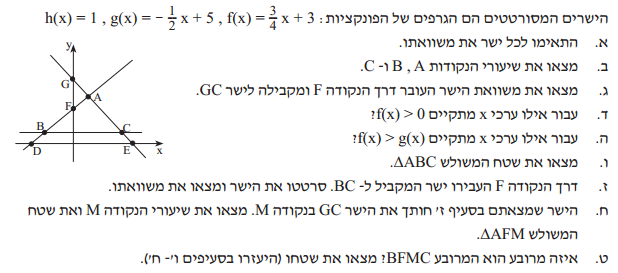 הישרים המסורטטים הם הגרפים של הפונקציות: h(x) = 1 , g(x) = − 1/2 x + 5 , f(x) = 3/4 x + 3
א. התאימו לכל ישר את משוואתו.
ב. מצאו את שיעורי הנקודות B , A ו- C.
ג. מצאו את משוואת הישר העובר דרך הנקודה F ומקבילה לישר GC.
ד. עבור אילו ערכי x מתקיים f(x) > 0?
ה. עבור אילו ערכי x מתקיים f(x) > g(x)?
ו. מצאו את שטח המשולש ΔABC.
ז. דרך הנקודה F העבירו ישר המקביל ל- BC. סרטטו את הישר ומצאו את משוואתו.
ח. הישר שמצאתם בסעיף ז' חותך את הישר GC בנקודה M. מצאו את שיעורי הנקודה M ואת שטח
המשולש ΔAFM.
ט. איזה מרובע הוא המרובע BFMC? מצאו את שטחו (היעזרו בסעיפים ו'- ח').
y
G
F
A
B
C
D
E
x